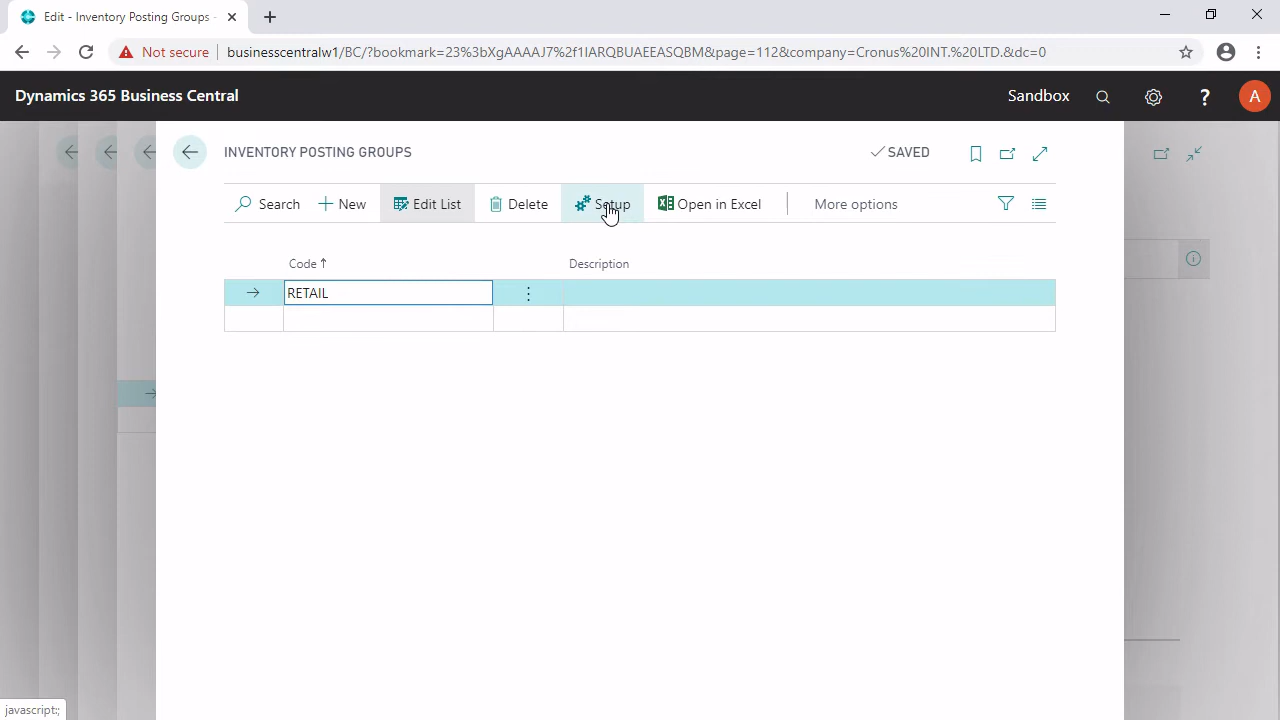 Edit - Inventory Posting Groups -
Not secure
businesscentralw1/BC/?bookmark=23%3bXgAAAAJ7%2f1IARQBUAEEASQBM&page=112&company=Cronus%20INT.%20LTD.&dc=0
Dynamics 365 Business Central
Sandbox
?
A
INVENTORY POSTING GROUPS
SAVED
Search
New
Edit List
Delete
Setup
Open in Excel
More options
Code ↑
Description
RETAIL
javascript:;